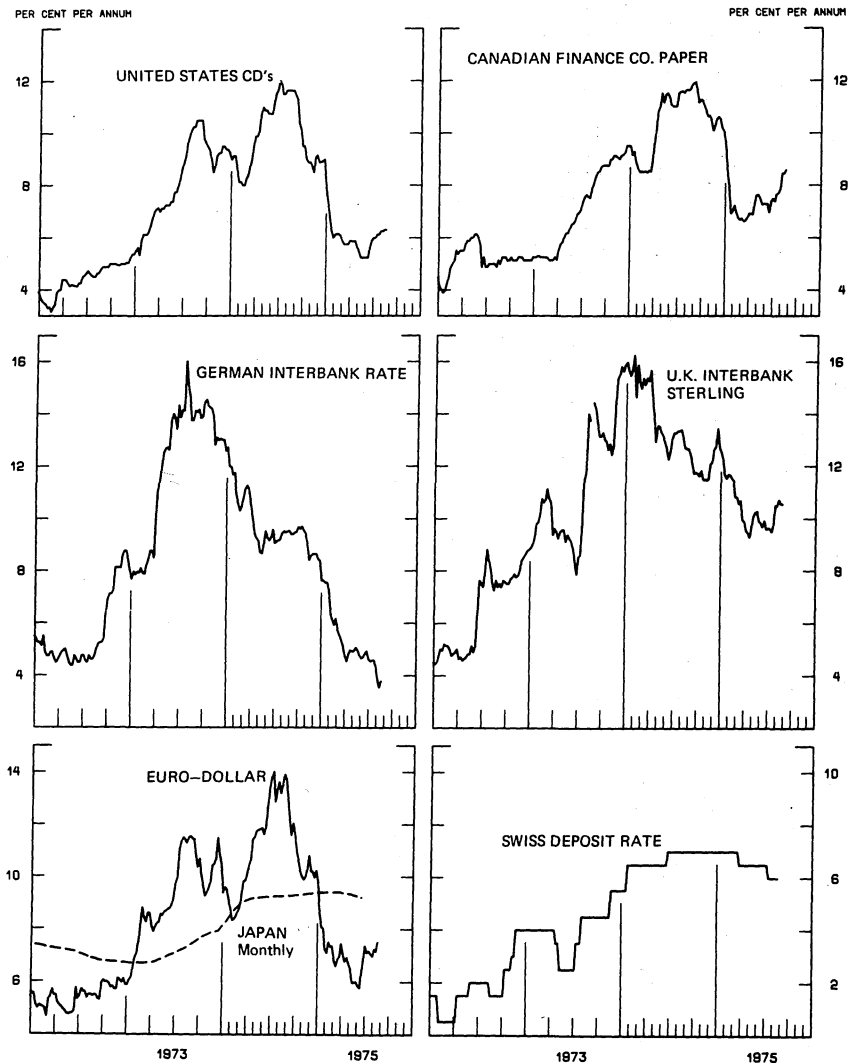 PER CENT PER ANNUM
PER CENT PER ANNUM
UNITED STATES CD's
12
8
4
CANADIAN FINANCE CO. PAPER
12
8
4
GERMAN INTERBANK RATE
16
12
8
4
U.K. INTERBANK
STERLING
16
12
8
4
EURO-DOLLAR
14
10
6
JAPAN
Monthly
1973
1975
SWISS DEPOSIT RATE
10
6
2
1973
1975